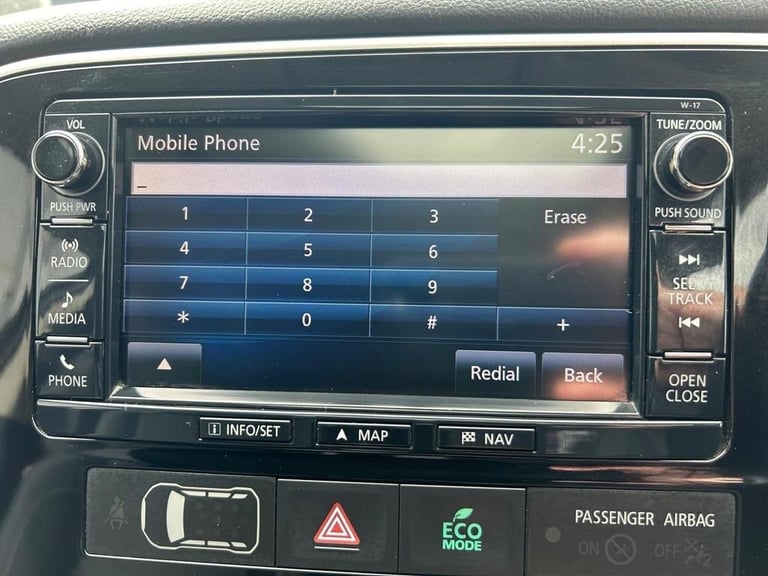 W-17
VOL
TUNE/ZOOM
Mobile Phone 4:25
PUSH PWR
PUSH SOUND
1 2 3 Erase
4 5 6
7 8 9
* 0 # +
RADIO
MEDIA
PHONE
SEEK/
TRACK
OPEN
CLOSE
Redial Back
i INFO/SET MAP NAV
ECO
MODE
PASSENGER AIRBAG
ON OFF